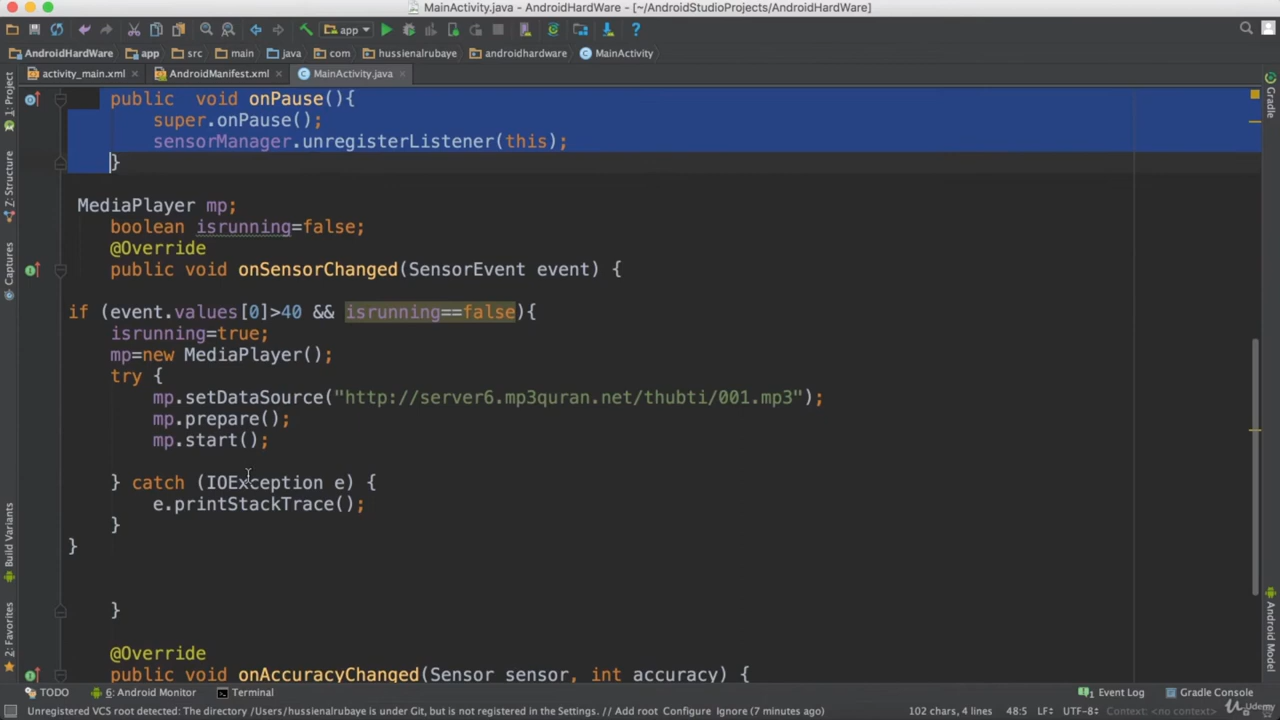 MainActivity.java - AndroidHardWare - [~/AndroidStudioProjects/AndroidHardWare]
app
AndroidHardWare app src main java com hussienalrubaye androidhardware MainActivity
activity_main.xml AndroidManifest.xml MainActivity.java
1: Project
Z: Structure
Captures
Build Variants
2: Favorites
Gradle
Android Model
public  void onPause(){
super.onPause();
sensorManager.unregisterListener(this);
}
MediaPlayer mp;
boolean isrunning=false;
@Override
public void onSensorChanged(SensorEvent event) {
if (event.values[0]>40 && isrunning==false){
isrunning=true;
mp=new MediaPlayer();
try {
mp.setDataSource("http://server6.mp3quran.net/thubti/001.mp3");
mp.prepare();
mp.start();
} catch (IOException e) {
e.printStackTrace();
}
}
}
@Override
public void onAccuracyChanged(Sensor sensor, int accuracy) {
TODO 6: Android Monitor Terminal 1 Event Log Gradle Console
Unregistered VCS root detected: The directory /Users/hussienalrubaye is under Git, but is not registered in the Settings. // Add root Configure Ignore (7 minutes ago) 102 chars, 4 lines 48:5 LF÷ UTF-8÷ Context: <no context>
Udemy